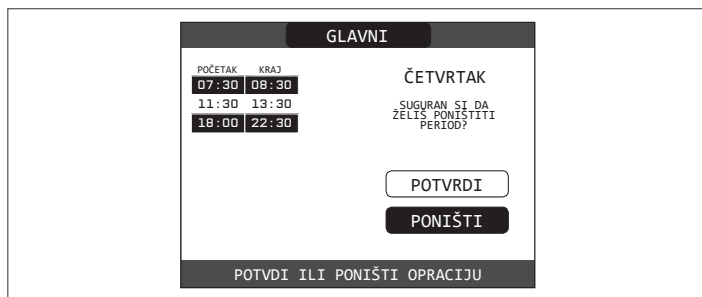 GLAVNI
POČETAK KRAJ
07:30 08:30
11:30 13:30
18:00 22:30
ČETVRTAK
SUGURAN SI DA
ŽELIŠ PONIŠTITI
PERIOD?
POTVRDI
PONIŠTI
POTVDI ILI PONIŠTI OPRACIJU